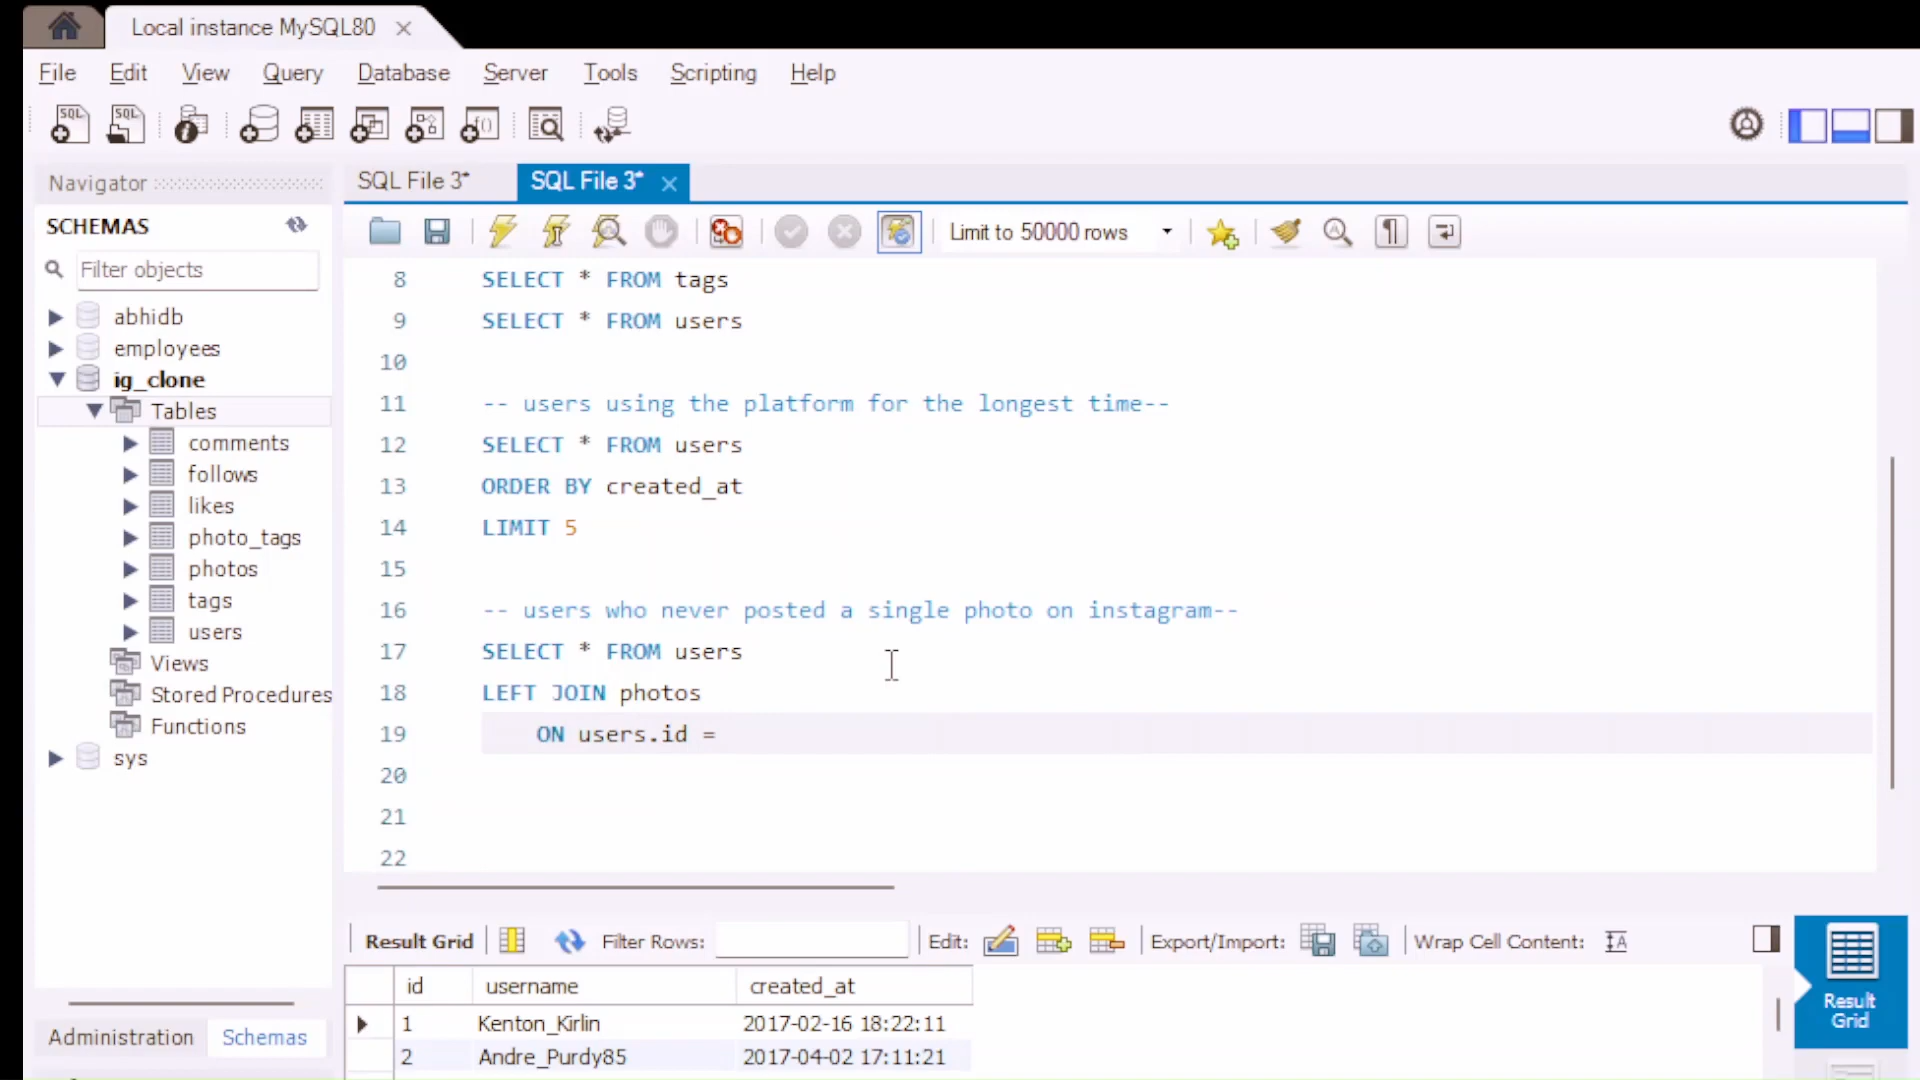 Local instance MySQL80
File Edit View Query Database Server Tools Scripting Help
SQL SQL
Navigator
SQL File 3*
SQL File 3*
SCHEMAS
Limit to 50000 rows
Filter objects
abhidb
employees
ig_clone
Tables
comments
follows
likes
photo_tags
photos
tags
users
Views
Stored Procedures
Functions
sys
8 SELECT * FROM tags
9 SELECT * FROM users
10
11 -- users using the platform for the longest time--
12 SELECT * FROM users
13 ORDER BY created_at
14 LIMIT 5
15
16 -- users who never posted a single photo on instagram--
17 SELECT * FROM users
18 LEFT JOIN photos
19 ON users.id =
20
21
22
Result Grid Filter Rows: Edit: Export/Import: Wrap Cell Content:
id username created_at
1 Kenton_Kirlin 2017-02-16 18:22:11
2 Andre_Purdy85 2017-04-02 17:11:21
Result
Grid
Administration Schemas